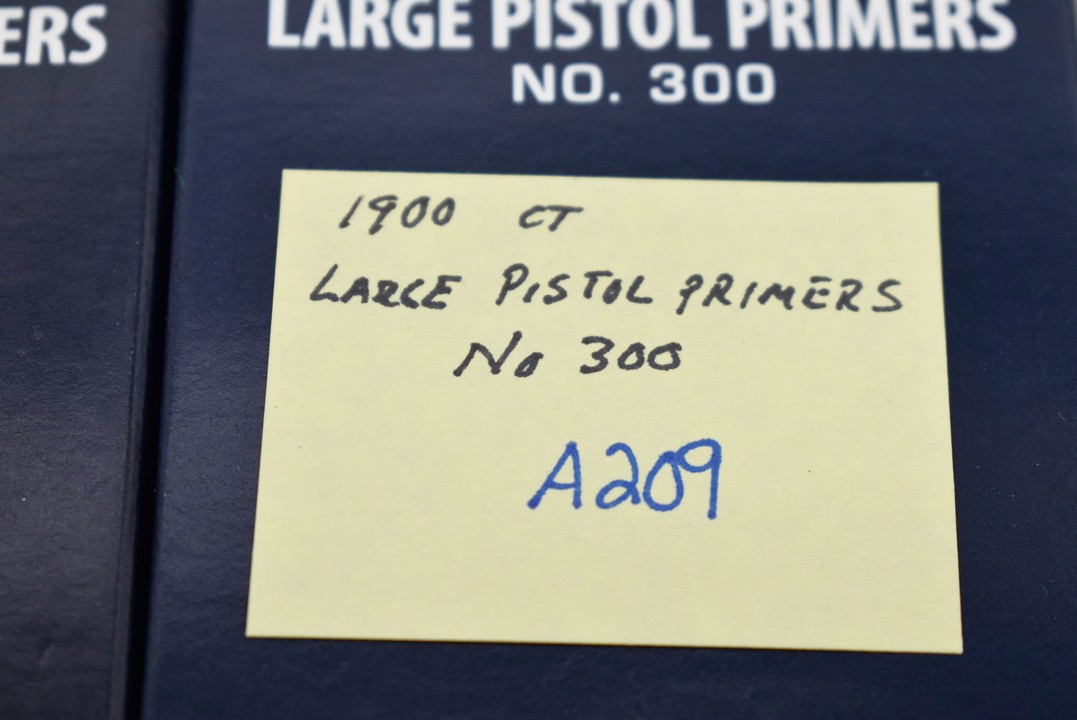 ERS
LARGE PISTOL PRIMERS
NO. 300
1900 CT
LARGE PISTOL PRIMERS
No 300
A209